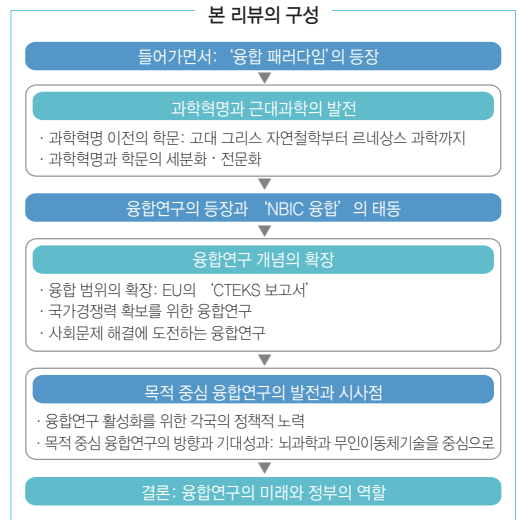 본 리뷰의 구성
들어가면서: ‘융합 패러다임’의 등장
과학혁명과 근대과학의 발전
· 과학혁명 이전의 학문: 고대 그리스 자연철학부터 르네상스 과학까지
· 과학혁명과 학문의 세분화 · 전문화
융합연구의 등장과 ‘NBIC 융합’ 의 태동
융합연구 개념의 확장
· 융합 범위의 확장: EU의 ‘CTEKS 보고서’
· 국가경쟁력 확보를 위한 융합연구
· 사회문제 해결에 도전하는 융합연구
목적 중심 융합연구의 발전과 시사점
· 융합연구 활성화를 위한 각국의 정책적 노력
· 목적 중심 융합연구의 방향과 기대성과: 뇌과학과 무인이동체기술을 중심으로
결론: 융합연구의 미래와 정부의 역할